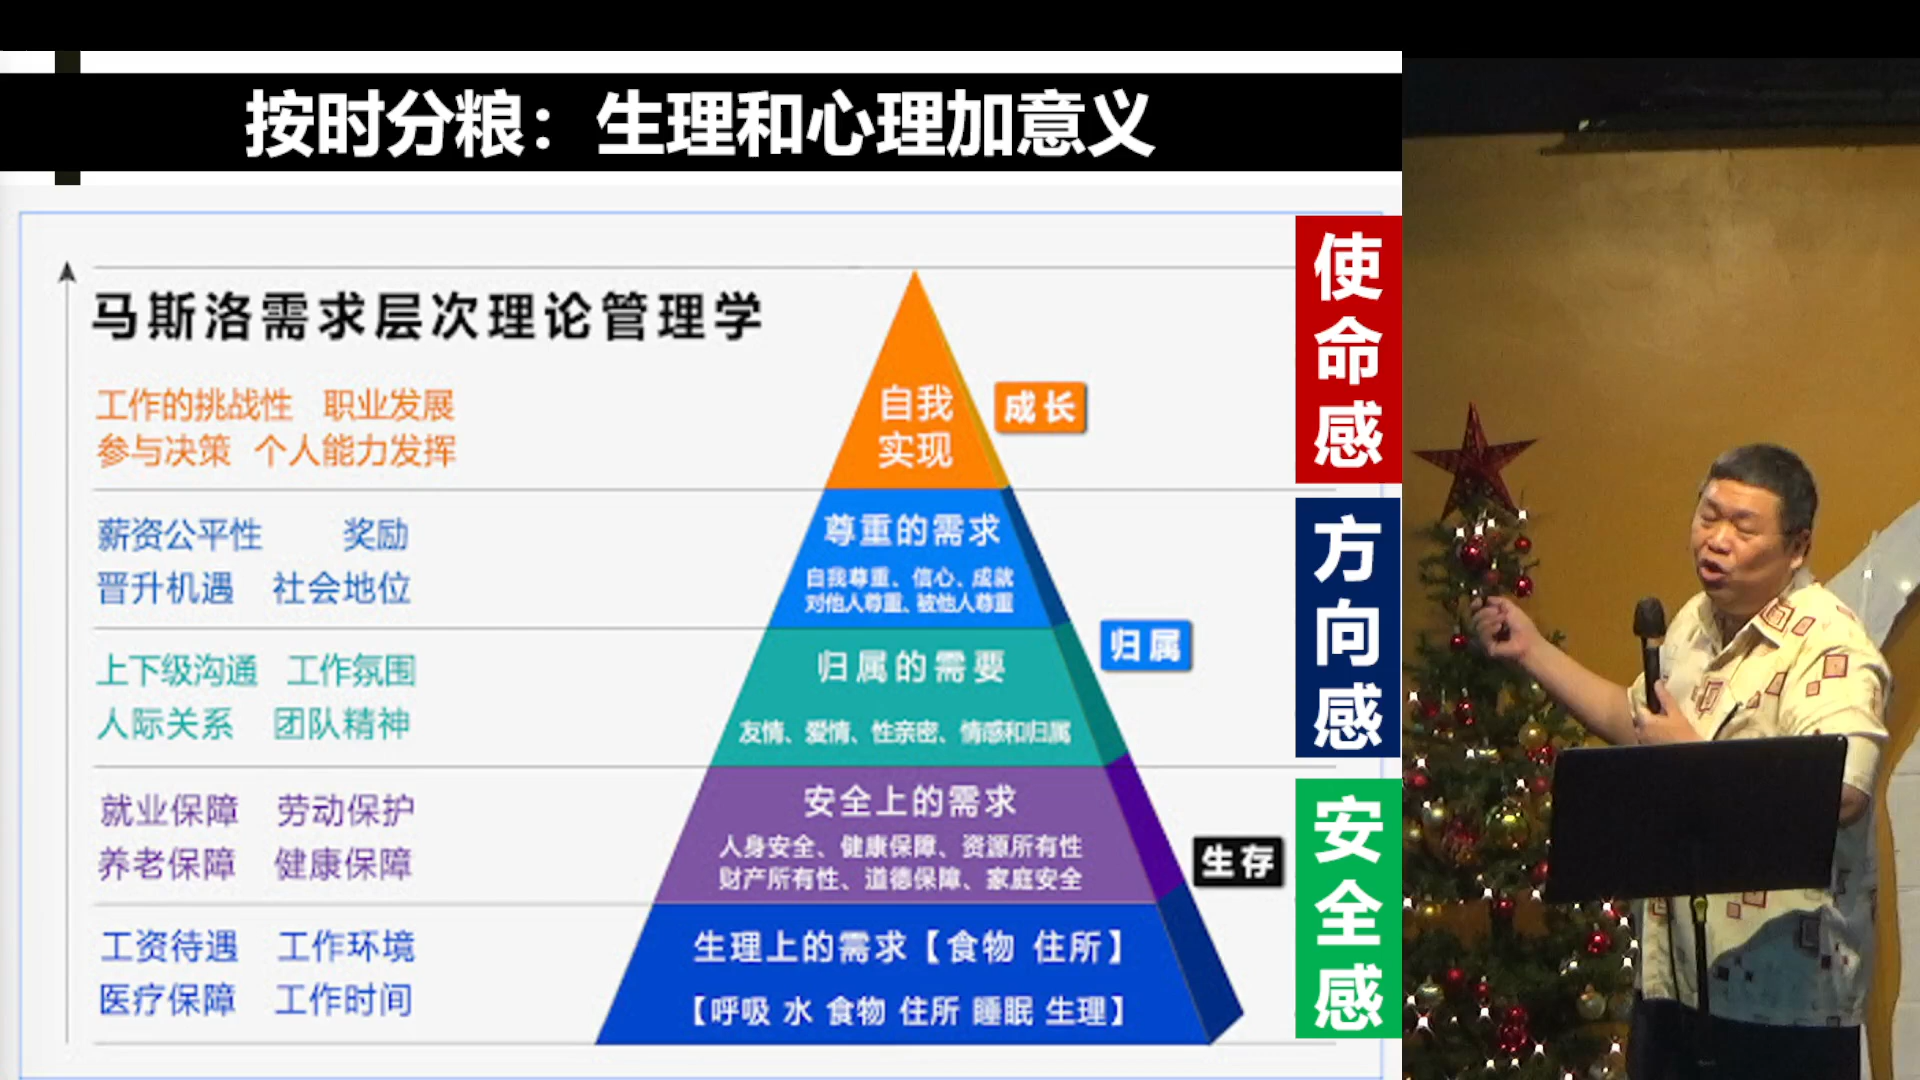 按时分粮：生理和心理加意义
马斯洛需求层次理论管理学
工作的挑战性 职业发展
参与决策 个人能力发挥
薪资公平性 奖励
晋升机遇 社会地位
上下级沟通 工作氛围
人际关系 团队精神
就业保障 劳动保护
养老保障 健康保障
工资待遇 工作环境
医疗保障 工作时间
自我
实现
尊重的需求
自我尊重、信心、成就
对他人尊重、被他人尊重
归属的需要
友情、爱情、性亲密、情感和归属
安全上的需求
人身安全、健康保障、资源所有性
财产所有性、道德保障、家庭安全
生理上的需求【食物 住所】
【呼吸 水 食物 住所 睡眠 生理】
成长
归属
生存
使命感
方向感
安全感